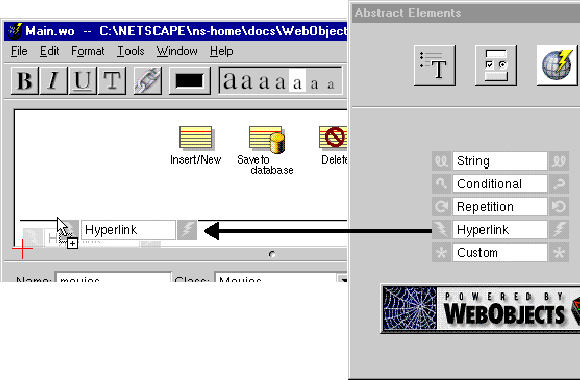 Main.wo -- C:\NETSCAPE\ns-home\docs\WebObject
File Edit Format Tools Window Help
B I U T a a a a a a a
Insert/New Save to database Delete
Hyperlink
H
Name: movies Class: Movies
Abstract Elements
T
String
Conditional
Repetition
Hyperlink
Custom
POWERED BY
WEBOBJECTS